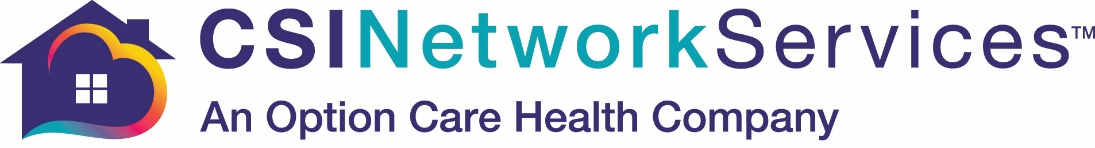 CSINetworkServices™
An Option Care Health Company